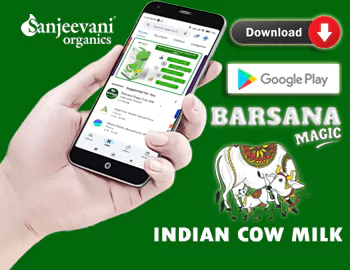 Sanjeevani®
organics
Download
Google Play
BARSANA
MAGIC
INDIAN COW MILK